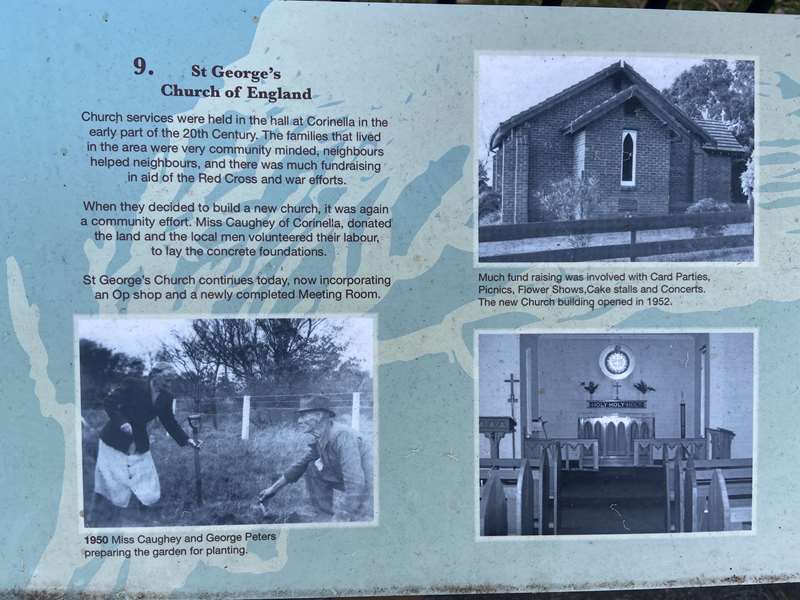 9.
St George's
Church of England
Church services were held in the hall at Corinella in the
early part of the 20th Century. The families that lived
in the area were very community minded, neighbours
helped neighbours, and there was much fundraising
in aid of the Red Cross and war efforts.
When they decided to build a new church, it was again
a community effort. Miss Caughey of Corinella, donated
the land and the local men volunteered their labour,
to lay the concrete foundations.
St George's Church continues today, now incorporating
an Op shop and a newly completed Meeting Room.
1950 Miss Caughey and George Peters
preparing the garden for planting.
Much fund raising was involved with Card Parties,
Picnics, Flower Shows,Cake stalls and Concerts.
The new Church building opened in 1952.
HOLY HOLY HOLY